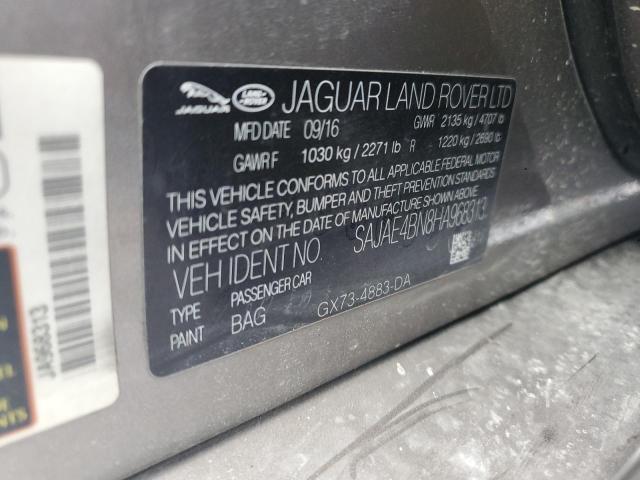 JAGUAR LAND-ROVER JAGUAR LAND ROVER LTD
MFD DATE 09/16 GVWR 2135 kg / 4707 lb
GAWR F 1030 kg / 2271 lb R 1220 kg / 2690 lb
THIS VEHICLE CONFORMS TO ALL APPLICABLE FEDERAL MOTOR
VEHICLE SAFETY, BUMPER AND THEFT PREVENTION STANDARDS
IN EFFECT ON THE DATE OF MANUFACTURE SHOWN ABOVE.
VEH IDENT NO. SAJAE4BN8HA968313
TYPE PASSENGER CAR
PAINT BAG GX73-4883-DA